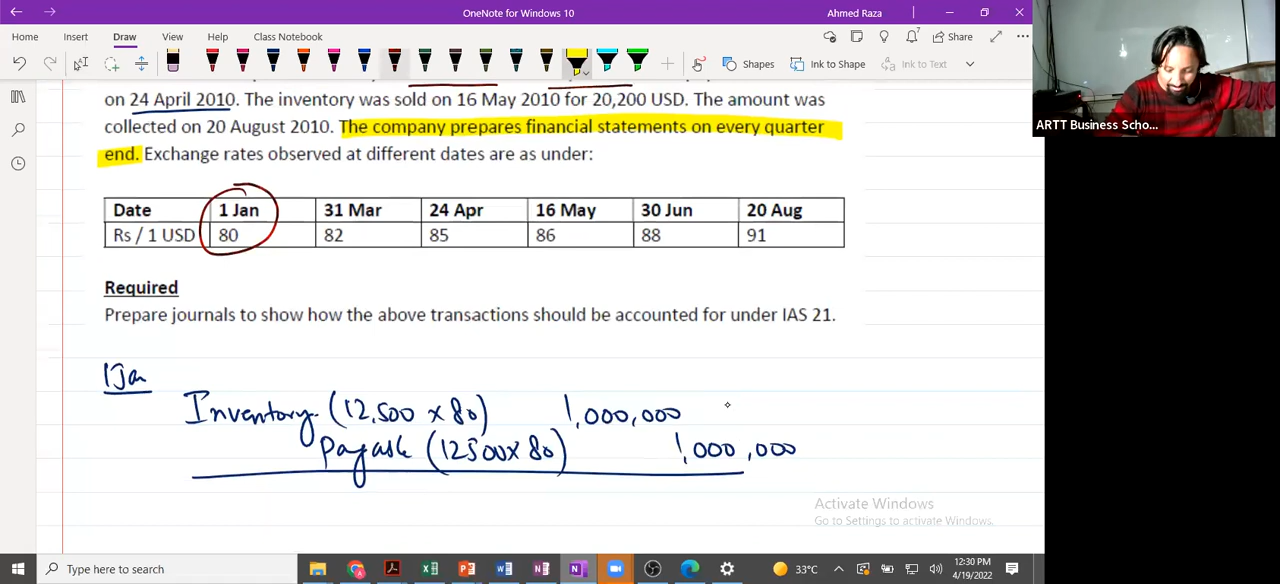 OneNote for Windows 10
Ahmed Raza
Home Insert Draw View Help Class Notebook
Share
Shapes Ink to Shape Ink to Text
on 24 April 2010. The inventory was sold on 16 May 2010 for 20,200 USD. The amount was
collected on 20 August 2010. The company prepares financial statements on every quarter
end. Exchange rates observed at different dates are as under:
Date 1 Jan 31 Mar 24 Apr 16 May 30 Jun 20 Aug
Rs / 1 USD 80 82 85 86 88 91
Required
Prepare journals to show how the above transactions should be accounted for under IAS 21.
1 Jan
Inventory (12,500 x 80) 1,000,000
(12500 x 80) 1,000,000
Activate Windows
Go to Settings to activate Windows.
ARTT Business Scho...
Type here to search
33°C
12:30 PM
4/19/2022